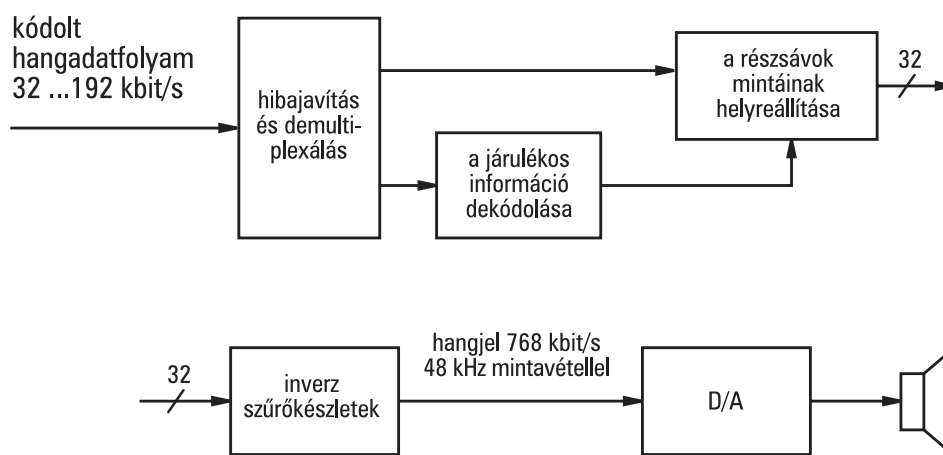 kódolt
hangadatfolyam
32 ...192 kbit/s
hibajavítás
és demulti-
plexálás
a járulékos
információ
dekódolása
a részsávok
mintáinak
helyreállítása
32
32
inverz
szűrőkészletek
hangjel 768 kbit/s
48 kHz mintavétellel
D/A